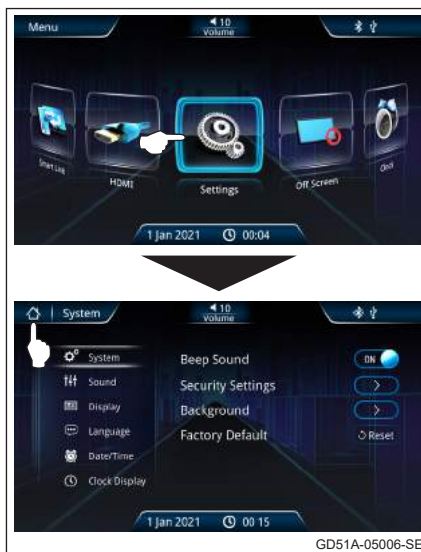 Menu
10
Volume
Smart Link
HDMI
Settings
Off Screen
Clock
1 Jan 2021 00:04
System
10
Volume
System
Beep Sound
ON
Sound
Security Settings
Display
Background
Language
Factory Default
Reset
Date/Time
Clock Display
1 Jan 2021 00 15
GD51A-05006-SE